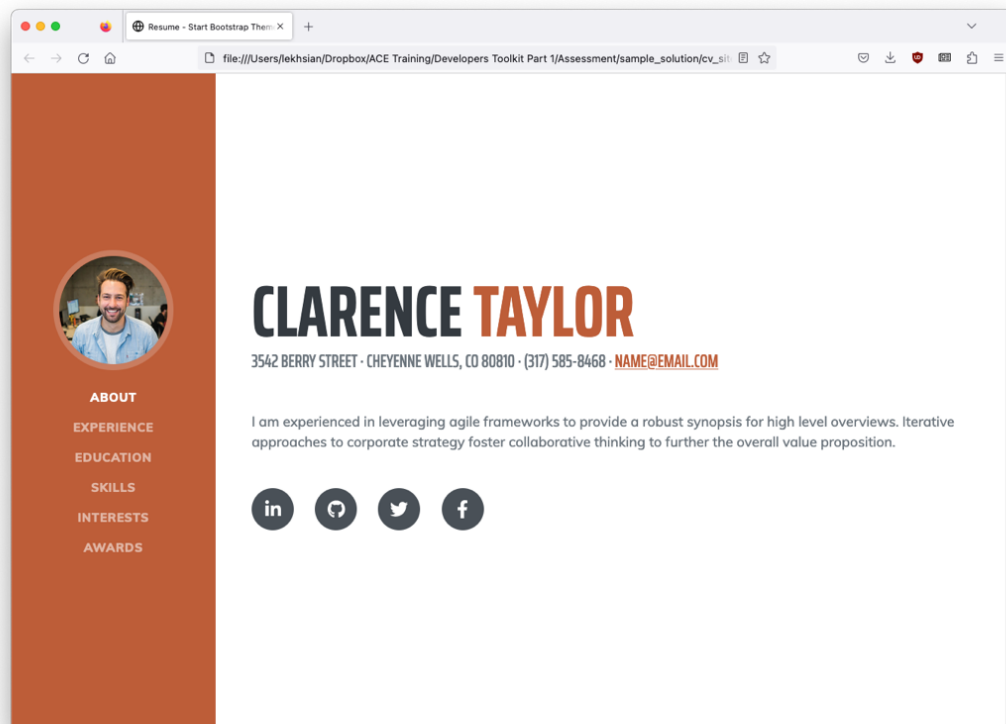 Resume - Start Bootstrap Them
file:///Users/lekhsian/Dropbox/ACE Training/Developers Toolkit Part 1/Assessment/sample_solution/cv_sit
ABOUT
EXPERIENCE
EDUCATION
SKILLS
INTERESTS
AWARDS
CLARENCE TAYLOR
3542 BERRY STREET · CHEYENNE WELLS, CO 80810 · (317) 585-8468 · NAME@EMAIL.COM
I am experienced in leveraging agile frameworks to provide a robust synopsis for high level overviews. Iterative
approaches to corporate strategy foster collaborative thinking to further the overall value proposition.
in
f